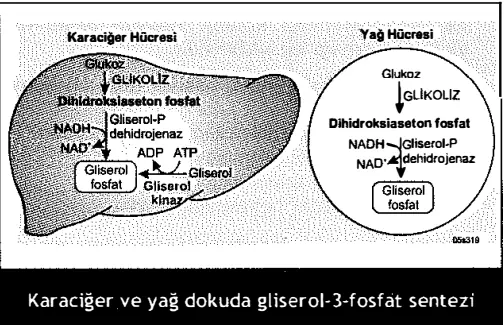 Karaciğer Hücresi
Glukoz
GLİKOLİZ
Dihidroksiaseton fosfat
NADH
Gliserol-P
dehidrojenaz
NAD⁺
ADP ATP
Gliserol
fosfat
Gliserol
Gliserol
kinaz
Yağ Hücresi
Glukoz
GLİKOLİZ
Dihidroksiaseton fosfat
NADH
Gliserol-P
dehidrojenaz
NAD⁺
Gliserol
fosfat
05s319
Karaciğer ve yağ dokuda gliserol-3-fosfat sentezi